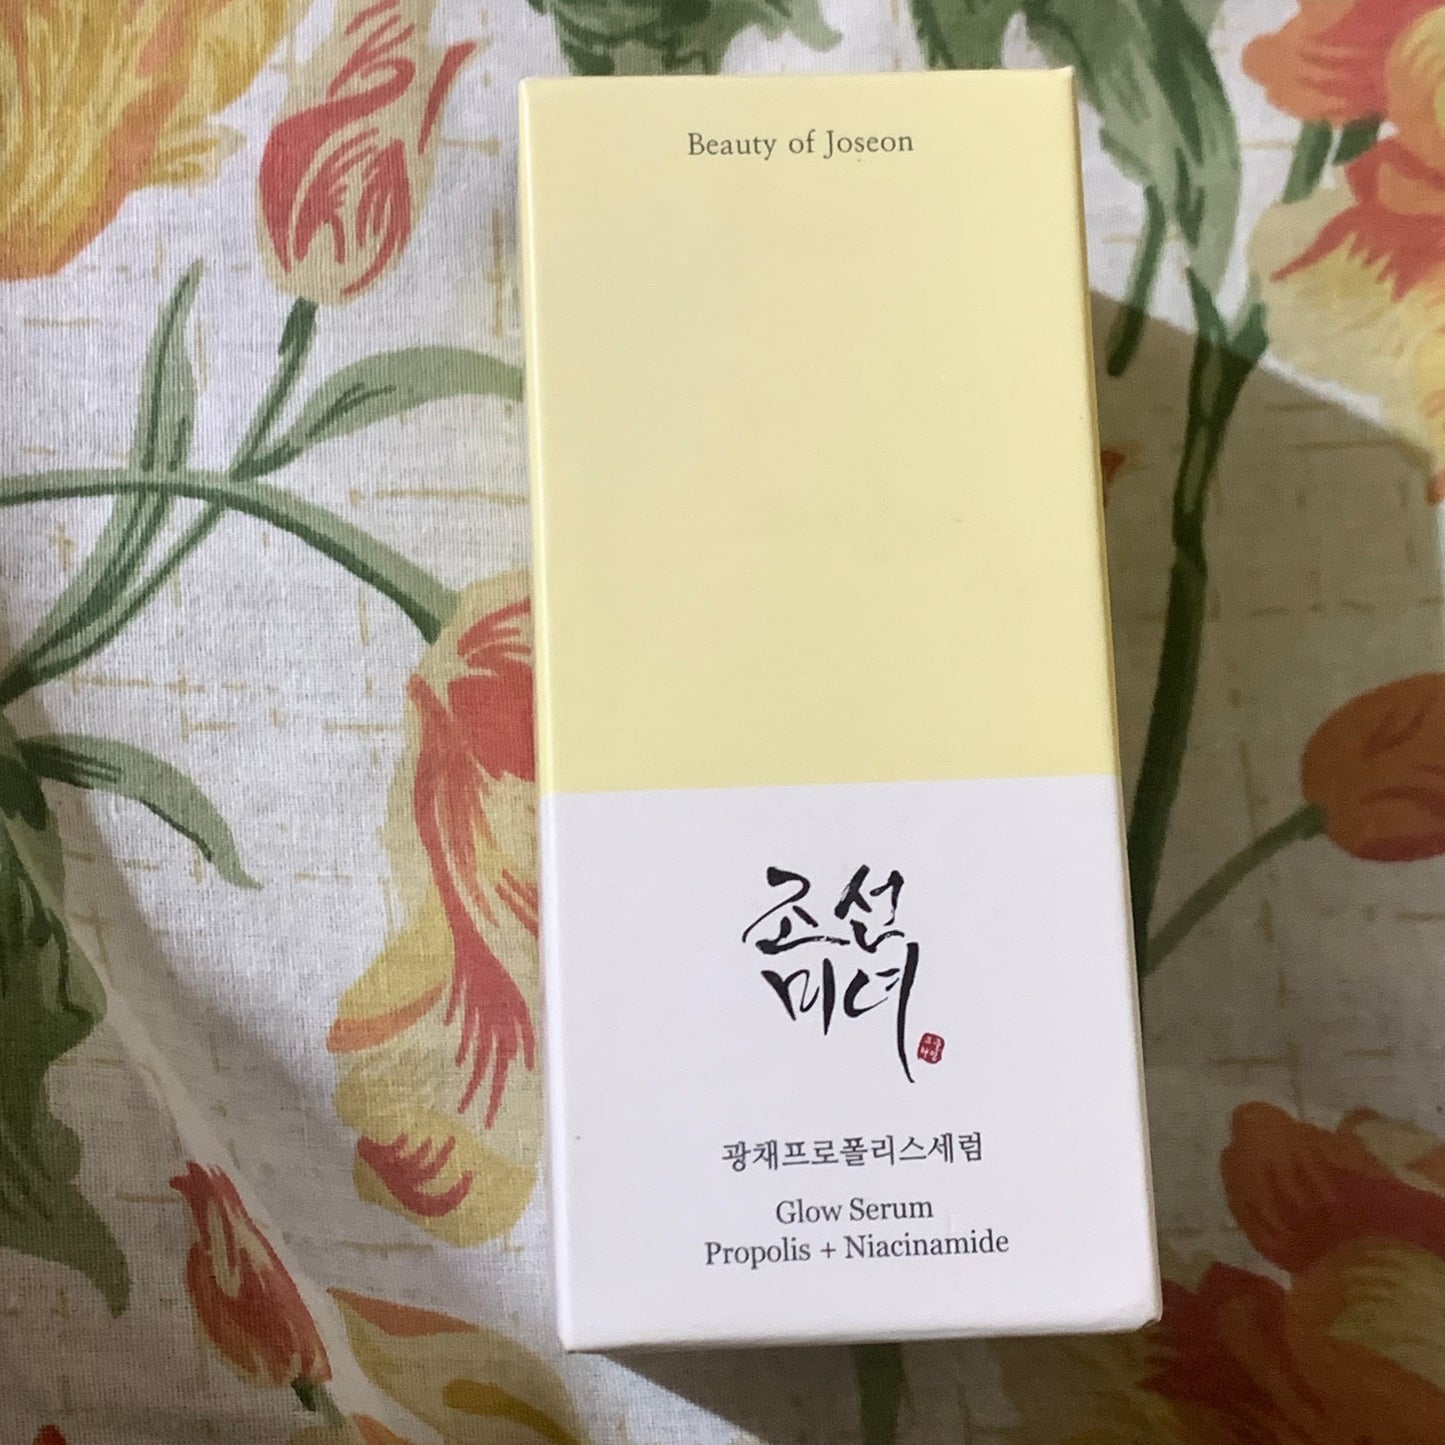 Beauty of Joseon
조선
미녀
광채프로폴리스세럼
Glow Serum
Propolis + Niacinamide